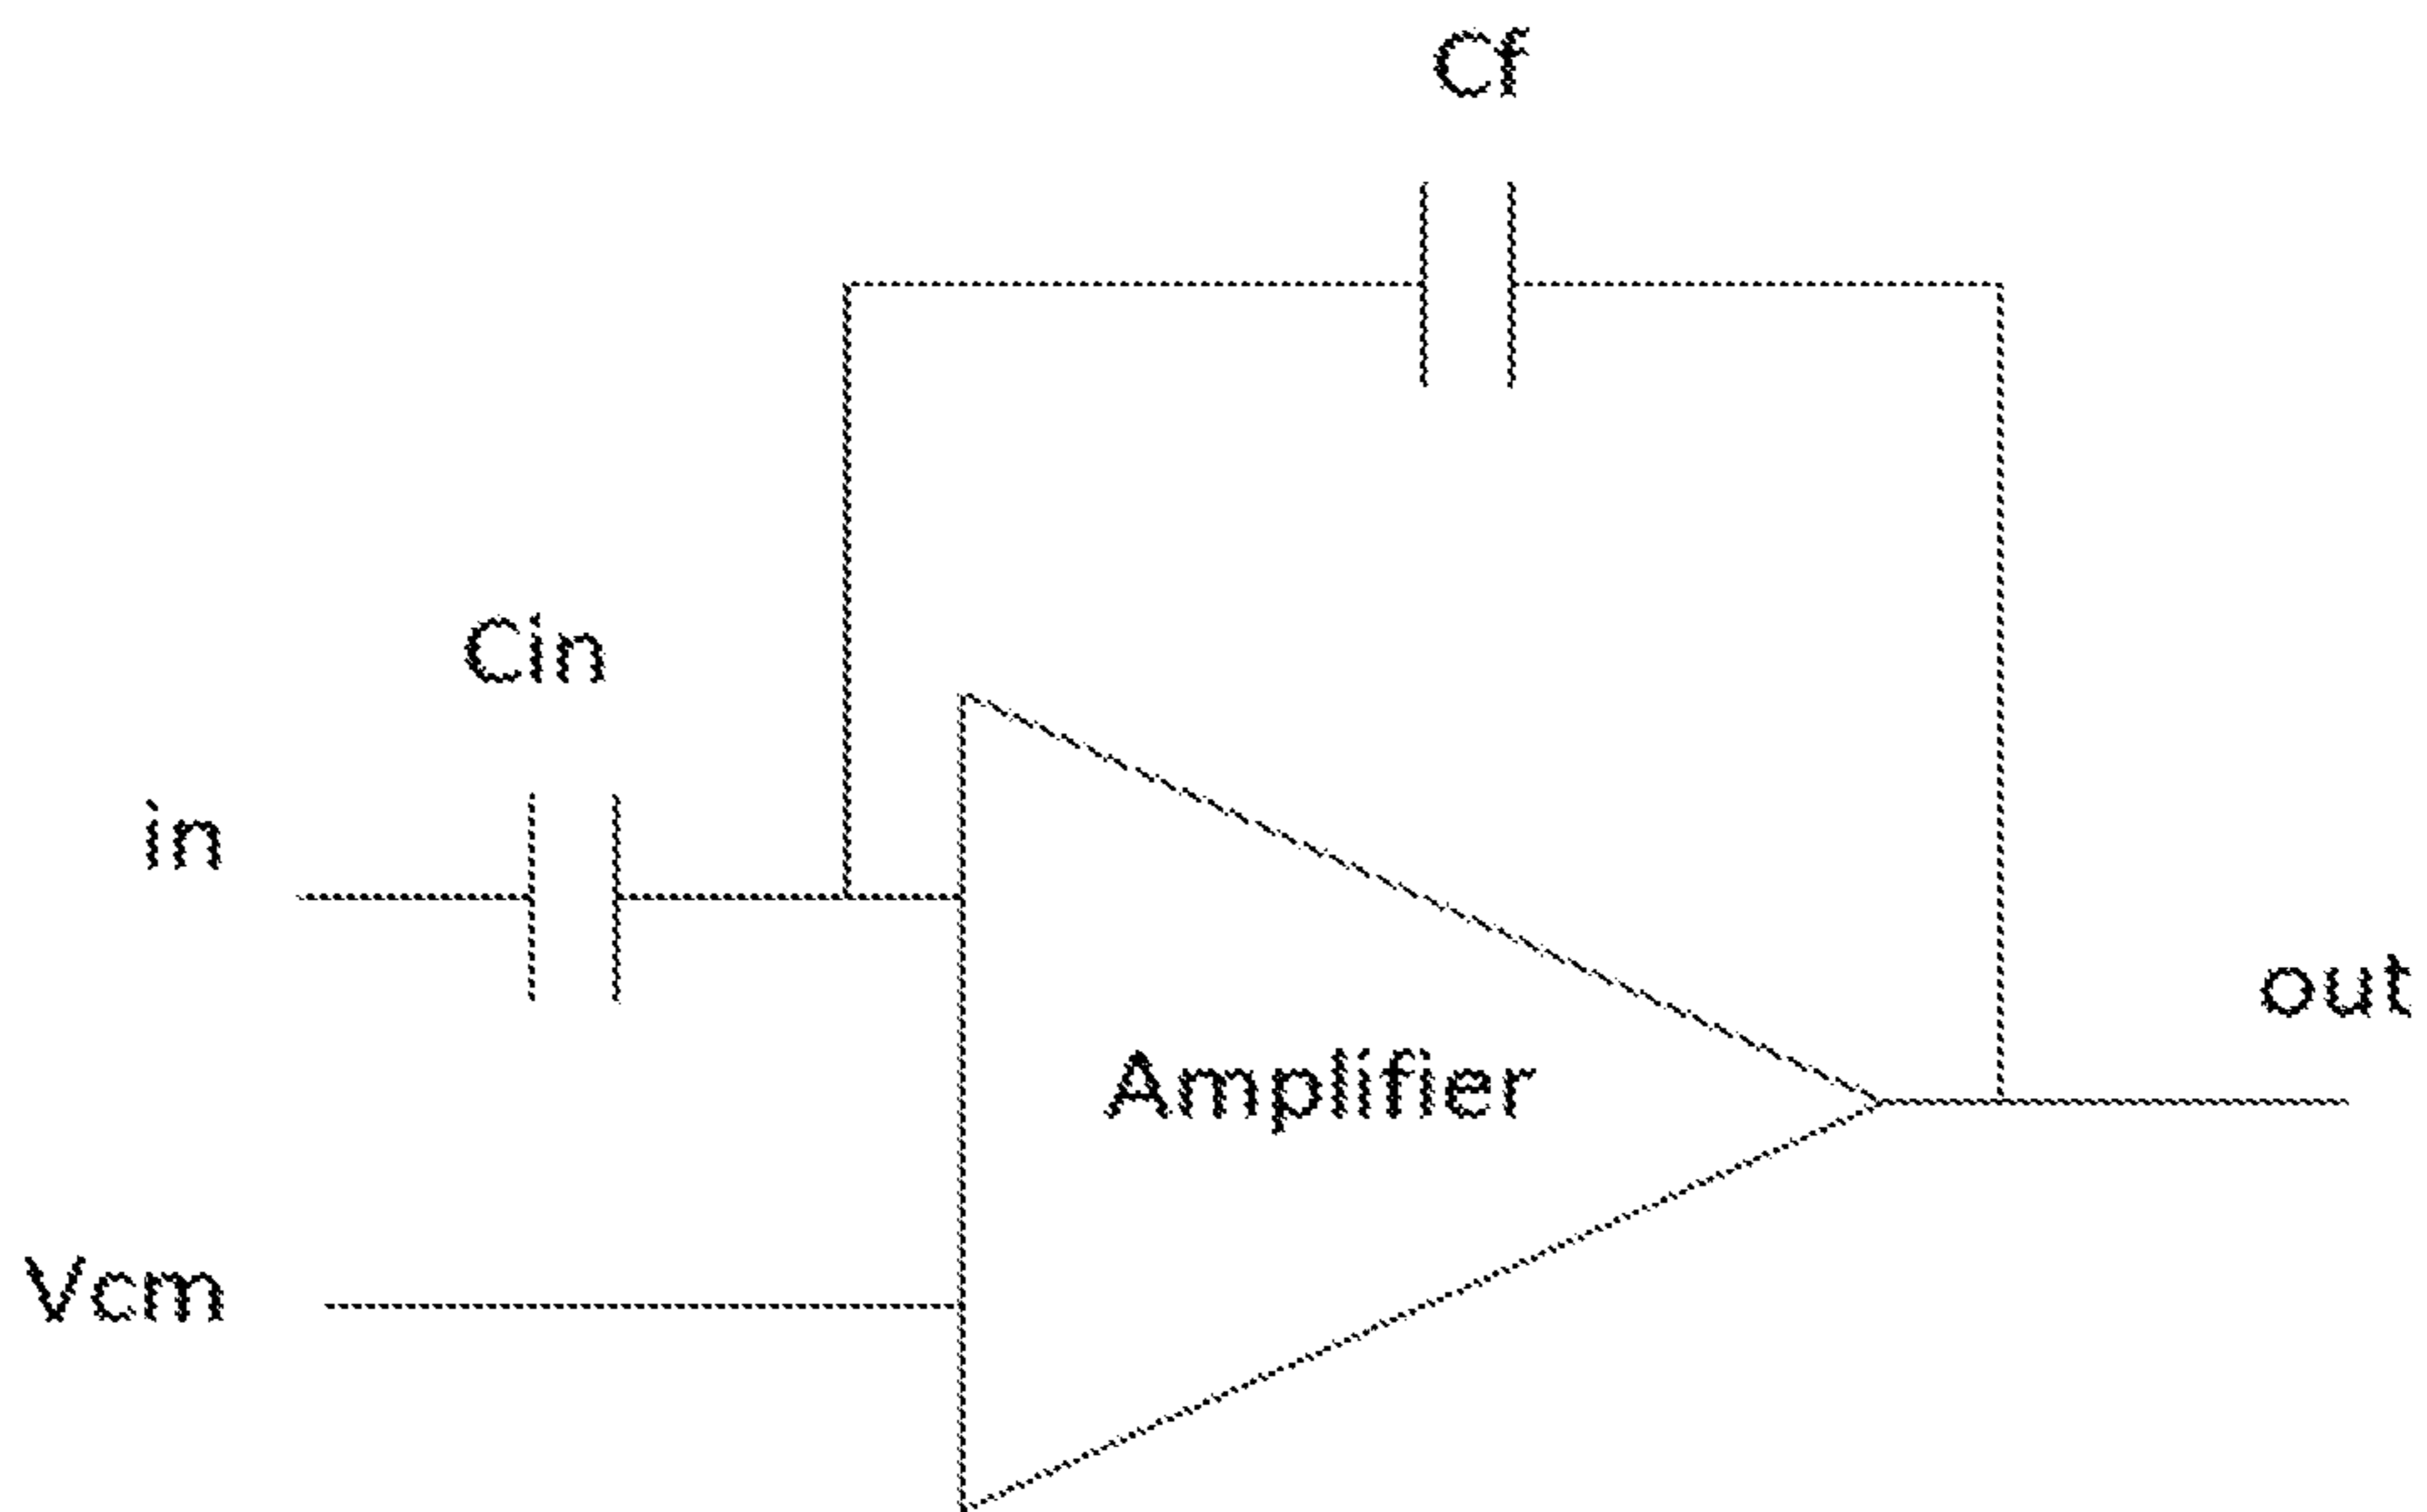 Cf
Cin
in
out
Amplifier
Vcm